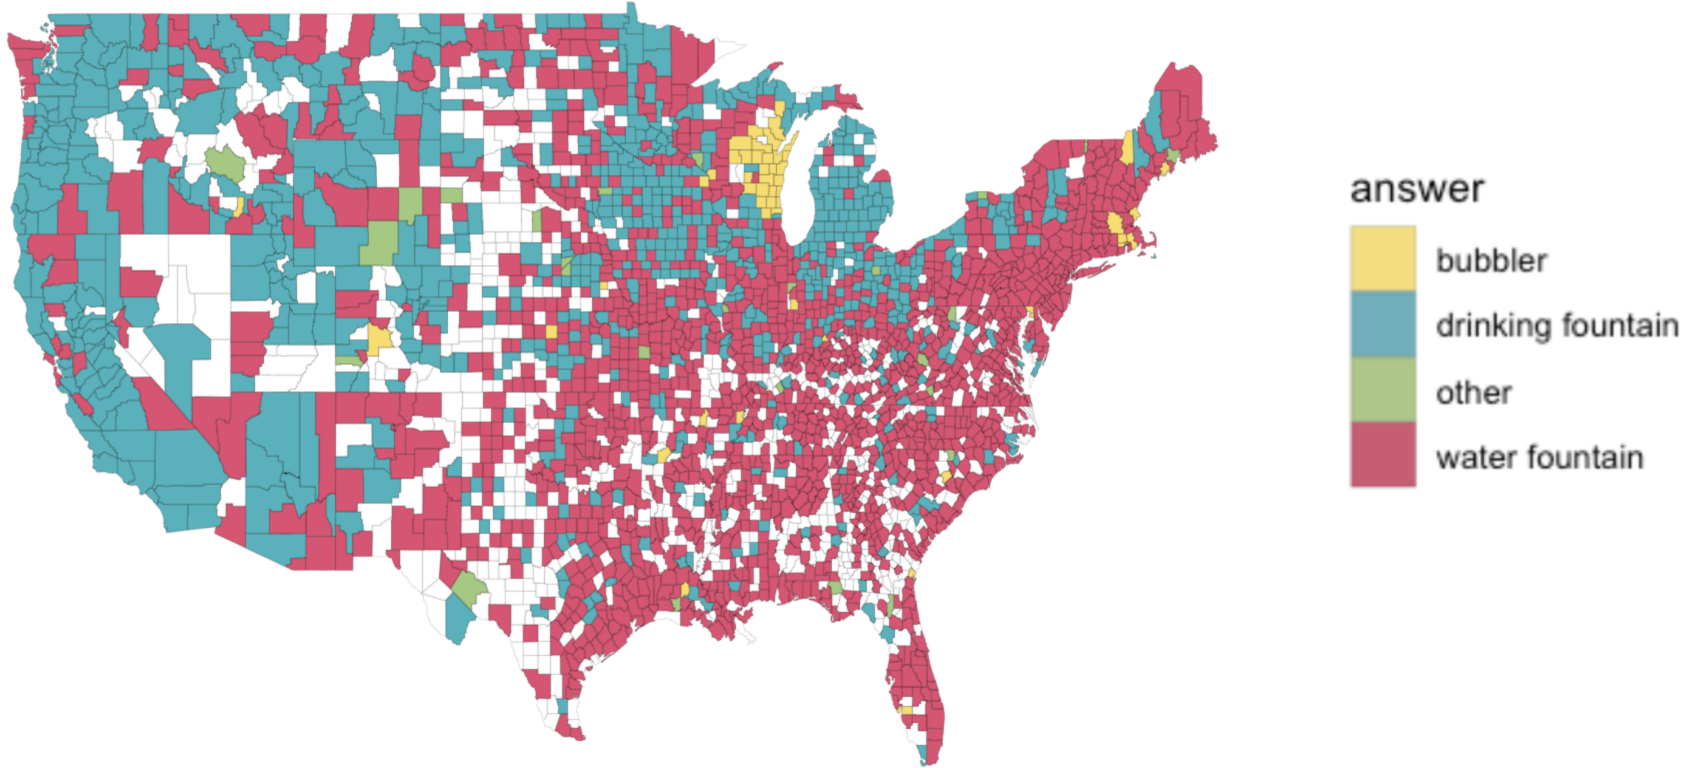 answer
bubbler
drinking fountain
other
water fountain